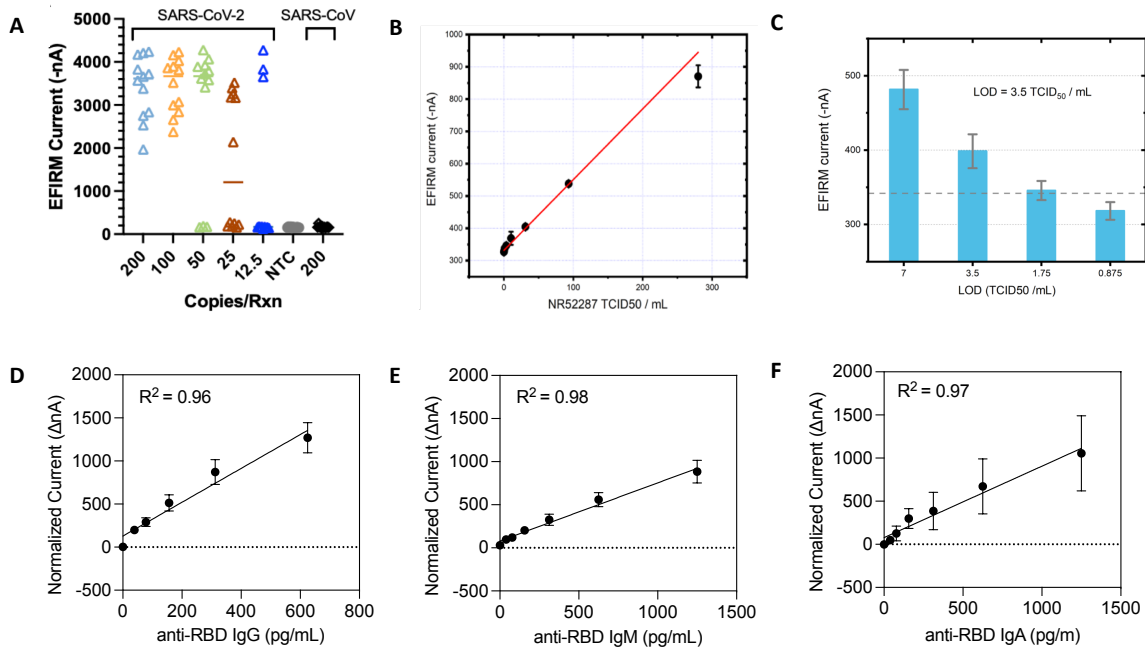 A
SARS-CoV-2
SARS-CoV
EFIRM Current (-nA)
5000
4000
3000
2000
1000
0
200
100
50
25
12.5
NTC
200
Copies/Rxn
B
EFIRM current (-nA)
1000
900
800
700
600
500
400
300
0
100
200
300
NR52287 TCID50 / mL
C
EFIRM current (-nA)
500
400
300
LOD = 3.5 TCID50 / mL
7
3.5
1.75
0.875
LOD (TCID50 /mL)
D
Normalized Current (ΔnA)
2000
1500
1000
500
0
-500
R2 = 0.96
0
200
400
600
800
anti-RBD IgG (pg/mL)
E
Normalized Current (ΔnA)
2000
1500
1000
500
0
-500
R2 = 0.98
0
500
1000
1500
anti-RBD IgM (pg/mL)
F
Normalized Current (ΔnA)
2000
1500
1000
500
0
-500
R2 = 0.97
0
500
1000
1500
anti-RBD IgA (pg/m)